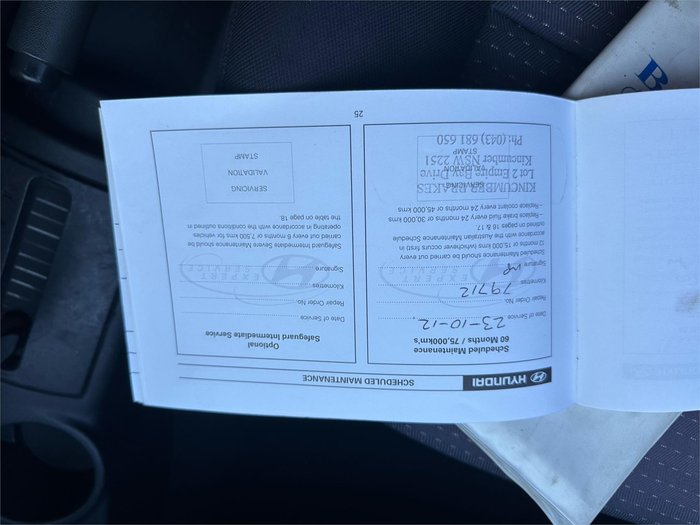 HYUNDAI
SCHEDULED MAINTENANCE
Scheduled Maintenance
60 Months / 75,000km's
Date of Service 23-10-12
Repair Order No.
Kilometres 79712
Signature
Scheduled Maintenance should be carried out every
12 months or 15,000 kms (whichever occurs in first) in
accordance with the Australian Maintenance Schedule
outlined on pages 16 & 17.
- Replace brake fluid every 24 months or 30,000 kms
- Replace coolant every 24 months or 45,000 kms
SERVICING
VALIDATION
STAMP
KINCUMBER BRAKES
Lot 2 Empire Bay Drive
Kincumber NSW 2251
Ph: (043) 681 650
Optional
Safeguard Intermediate Service
Date of Service
Repair Order No.
Kilometres
Signature
EXPERT
SERVICE
Safeguard Intermediate Severe Servicing should be
carried out every 6 months or 7,500 kms for vehicles
operating in accordance with the conditions outlined in
the table on page 18.
SERVICING
VALIDATION
STAMP
25
B